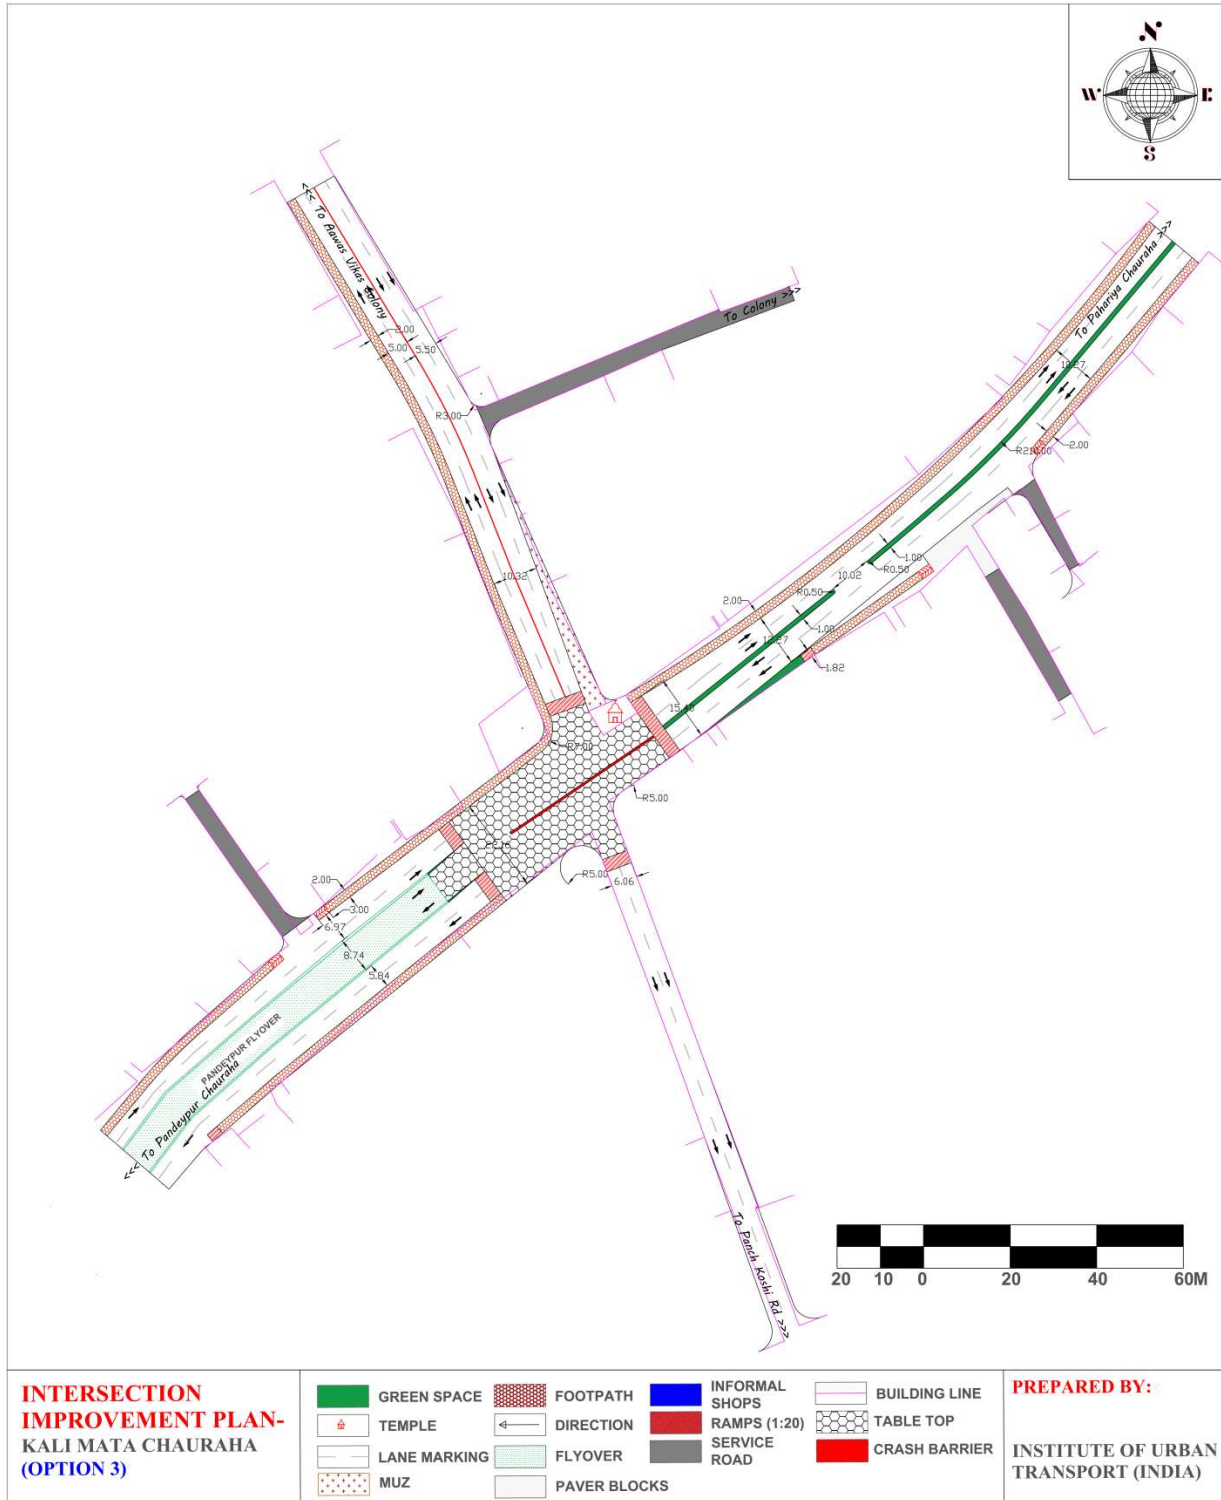 N
W
E
S
<<< To Aawas Vikas Colony
To Colony >>>
To Pahariya Chauraha >>>
2.00
5.00
5.50
R3.00
10.27
2.00
R210.00
1.00
R0.50
10.02
R0.50
2.00
1.00
1.82
10.32
15.48
R7.00
R5.00
R5.00
6.06
2.00
3.00
6.97
8.74
5.84
PANDEYPUR FLYOVER
<<< To Pandeypur Chauraha
To Panch Koshi Rd >>>
20 10 0 20 40 60M
INTERSECTION
IMPROVEMENT PLAN-
KALI MATA CHAURAHA
(OPTION 3)
GREEN SPACE
TEMPLE
LANE MARKING
MUZ
FOOTPATH
DIRECTION
FLYOVER
PAVER BLOCKS
INFORMAL
SHOPS
RAMPS (1:20)
SERVICE
ROAD
BUILDING LINE
TABLE TOP
CRASH BARRIER
PREPARED BY:
INSTITUTE OF URBAN
TRANSPORT (INDIA)